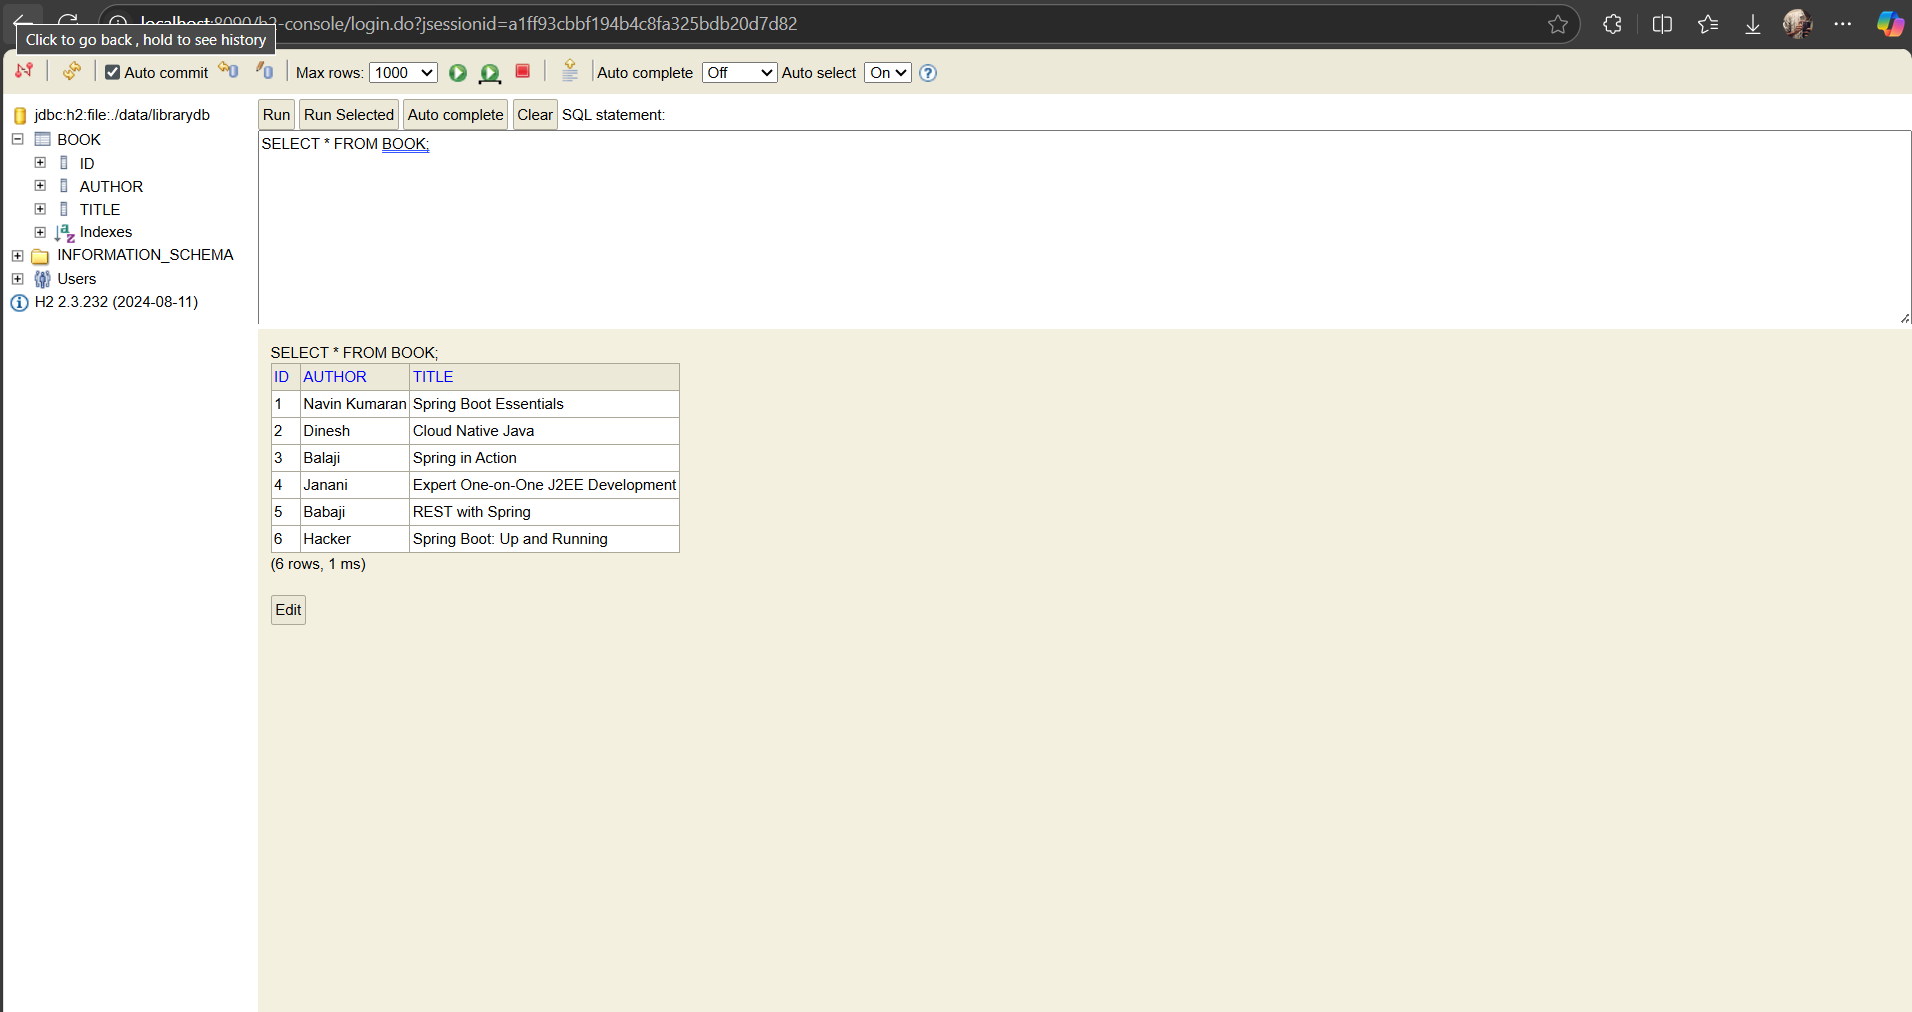 localhost:8090/h2-console/login.do?jsessionid=a1ff93cbbf194b4c8fa325bdb20d7d82
Click to go back, hold to see history
Auto commit Max rows: 1000 Auto complete Off Auto select On
jdbc:h2:file:./data/librarydb
BOOK
ID
AUTHOR
TITLE
Indexes
INFORMATION_SCHEMA
Users
H2 2.3.232 (2024-08-11)
Run Run Selected Auto complete Clear SQL statement:
SELECT * FROM BOOK;
SELECT * FROM BOOK;
ID AUTHOR TITLE
1 Navin Kumaran Spring Boot Essentials
2 Dinesh Cloud Native Java
3 Balaji Spring in Action
4 Janani Expert One-on-One J2EE Development
5 Babaji REST with Spring
6 Hacker Spring Boot: Up and Running
(6 rows, 1 ms)
Edit